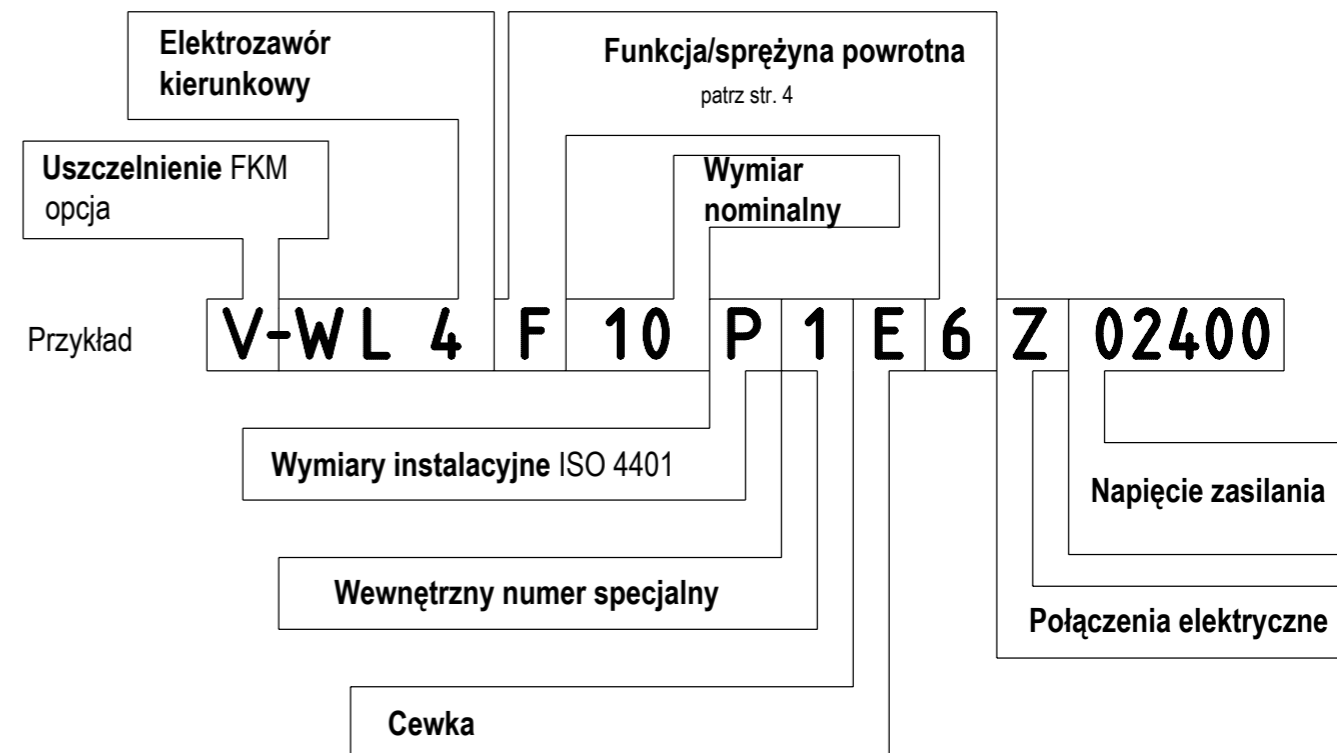 Elektrozawór
kierunkowy
Funkcja/sprężyna powrotna
patrz str. 4
Uszczelnienie FKM
opcja
Wymiar
nominalny
Przykład
V-WL 4 F 10 P 1 E 6 Z 02400
Wymiary instalacyjne ISO 4401
Napięcie zasilania
Wewnętrzny numer specjalny
Połączenia elektryczne
Cewka